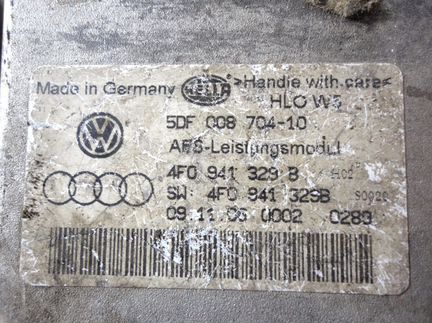 Made in Germany HELLA >Handle with care<
HLO W5
5DF 008 704-10
AFS-Leistungsmodul
4F0 941 329 B H02
SW: 4F0 941 329B
09.11.06 0002 0283